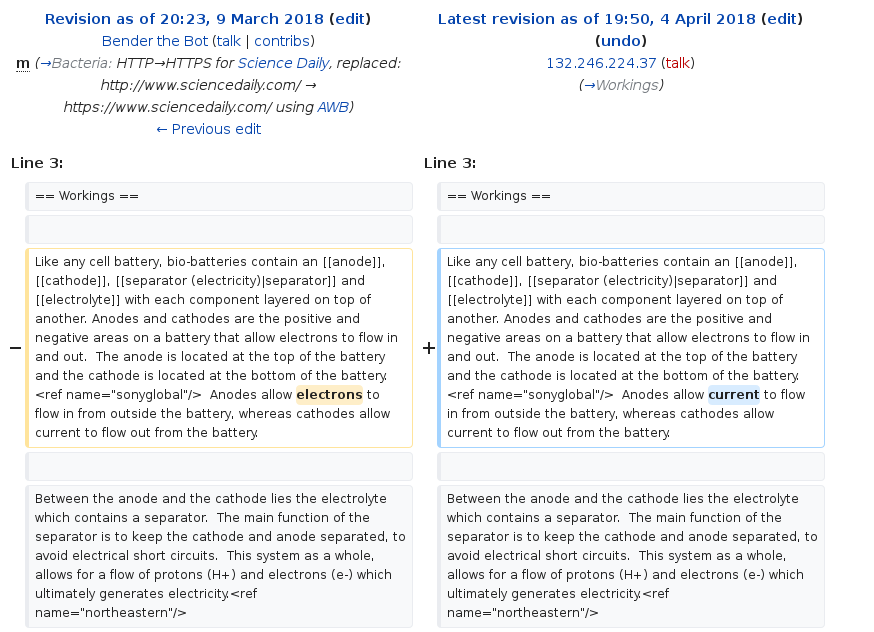 Revision as of 20:23, 9 March 2018 (edit)
Bender the Bot (talk | contribs)
m (→Bacteria: HTTP→HTTPS for Science Daily, replaced:
http://www.sciencedaily.com/ →
https://www.sciencedaily.com/ using AWB)
← Previous edit
Latest revision as of 19:50, 4 April 2018 (edit)
(undo)
132.246.224.37 (talk)
(→Workings)
Line 3:
== Workings ==
− Like any cell battery, bio-batteries contain an [[anode]],
[[cathode]], [[separator (electricity)|separator]] and
[[electrolyte]] with each component layered on top of
another. Anodes and cathodes are the positive and
negative areas on a battery that allow electrons to flow in
and out.  The anode is located at the top of the battery
and the cathode is located at the bottom of the battery.
<ref name="sonyglobal"/>  Anodes allow electrons to
flow in from outside the battery, whereas cathodes allow
current to flow out from the battery.
Between the anode and the cathode lies the electrolyte
which contains a separator.  The main function of the
separator is to keep the cathode and anode separated, to
avoid electrical short circuits.  This system as a whole,
allows for a flow of protons (H+) and electrons (e-) which
ultimately generates electricity.<ref
name="northeastern"/>
Line 3:
== Workings ==
+ Like any cell battery, bio-batteries contain an [[anode]],
[[cathode]], [[separator (electricity)|separator]] and
[[electrolyte]] with each component layered on top of
another. Anodes and cathodes are the positive and
negative areas on a battery that allow electrons to flow in
and out.  The anode is located at the top of the battery
and the cathode is located at the bottom of the battery.
<ref name="sonyglobal"/>  Anodes allow current to flow
in from outside the battery, whereas cathodes allow
current to flow out from the battery.
Between the anode and the cathode lies the electrolyte
which contains a separator.  The main function of the
separator is to keep the cathode and anode separated, to
avoid electrical short circuits.  This system as a whole,
allows for a flow of protons (H+) and electrons (e-) which
ultimately generates electricity.<ref
name="northeastern"/>